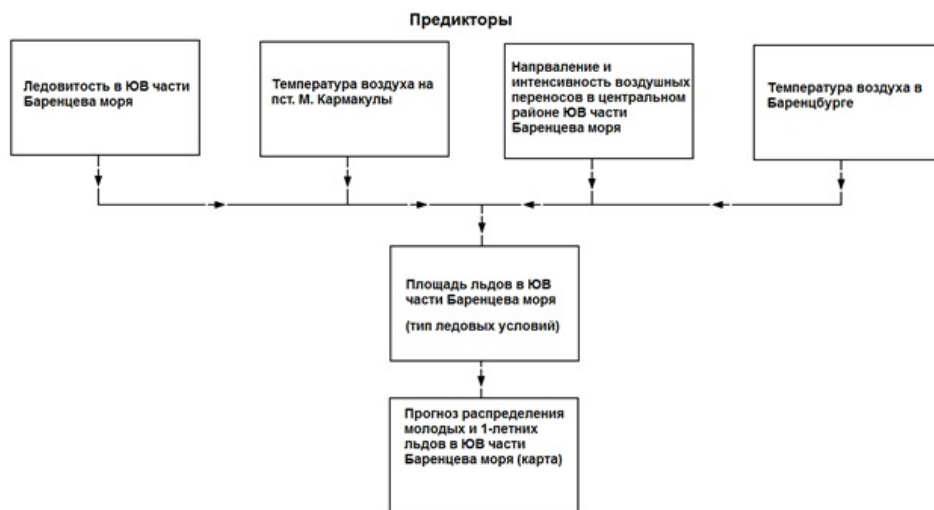 Предикторы
Ледовитость в ЮВ части
Баренцева моря
Температура воздуха на
пст. М. Кармакулы
Напрваление и
интенсивность воздушных
переносов в центральном
районе ЮВ части
Баренцева моря
Температура воздуха в
Баренцбурге
Площадь льдов в ЮВ
части Баренцева моря
(тип ледовых условий)
Прогноз распределения
молодых и 1-летних
льдов в ЮВ части
Баренцева моря (карта)